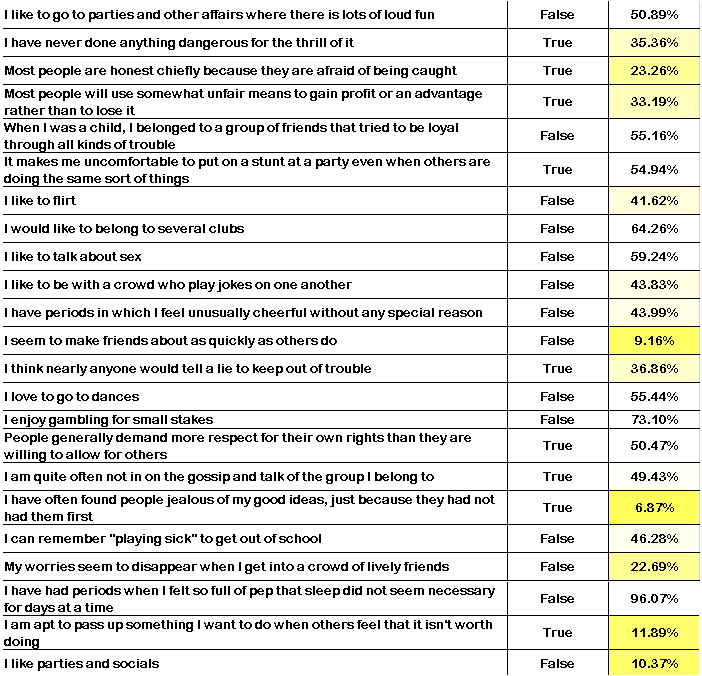 I like to go to parties and other affairs where there is lots of loud fun False 50.89%
I have never done anything dangerous for the thrill of it True 35.36%
Most people are honest chiefly because they are afraid of being caught True 23.26%
Most people will use somewhat unfair means to gain profit or an advantage
rather than to lose it True 33.19%
When I was a child, I belonged to a group of friends that tried to be loyal
through all kinds of trouble False 55.16%
It makes me uncomfortable to put on a stunt at a party even when others are
doing the same sort of things True 54.94%
I like to flirt False 41.62%
I would like to belong to several clubs False 64.26%
I like to talk about sex False 59.24%
I like to be with a crowd who play jokes on one another False 43.83%
I have periods in which I feel unusually cheerful without any special reason False 43.99%
I seem to make friends about as quickly as others do False 9.16%
I think nearly anyone would tell a lie to keep out of trouble True 36.86%
I love to go to dances False 55.44%
I enjoy gambling for small stakes False 73.10%
People generally demand more respect for their own rights than they are
willing to allow for others True 50.47%
I am quite often not in on the gossip and talk of the group I belong to True 49.43%
I have often found people jealous of my good ideas, just because they had not
had them first True 6.87%
I can remember "playing sick" to get out of school False 46.28%
My worries seem to disappear when I get into a crowd of lively friends False 22.69%
I have had periods when I felt so full of pep that sleep did not seem necessary
for days at a time False 96.07%
I am apt to pass up something I want to do when others feel that it isn't worth
doing True 11.89%
I like parties and socials False 10.37%